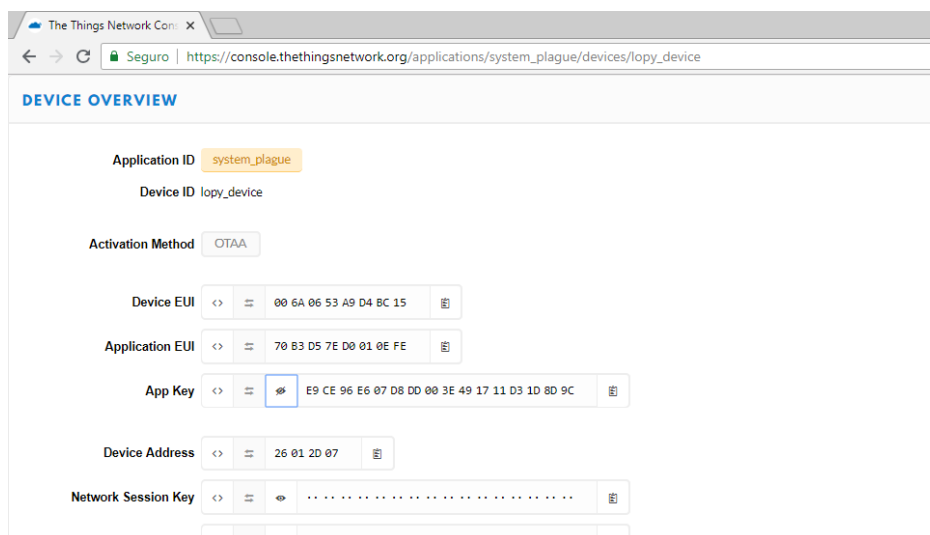 The Things Network Con
Seguro | https://console.thethingsnetwork.org/applications/system_plague/devices/lopy_device
DEVICE OVERVIEW
Application ID system_plague
Device ID lopy_device
Activation Method OTAA
Device EUI <> 00 6A 06 53 A9 D4 BC 15
Application EUI <> 70 B3 D5 7E D0 01 0E FE
App Key <> E9 CE 96 E6 07 D8 DD 00 3E 49 17 11 D3 1D 8D 9C
Device Address <> 26 01 2D 07
Network Session Key <> ·· ·· ·· ·· ·· ·· ·· ·· ·· ·· ·· ·· ·· ·· ·· ··